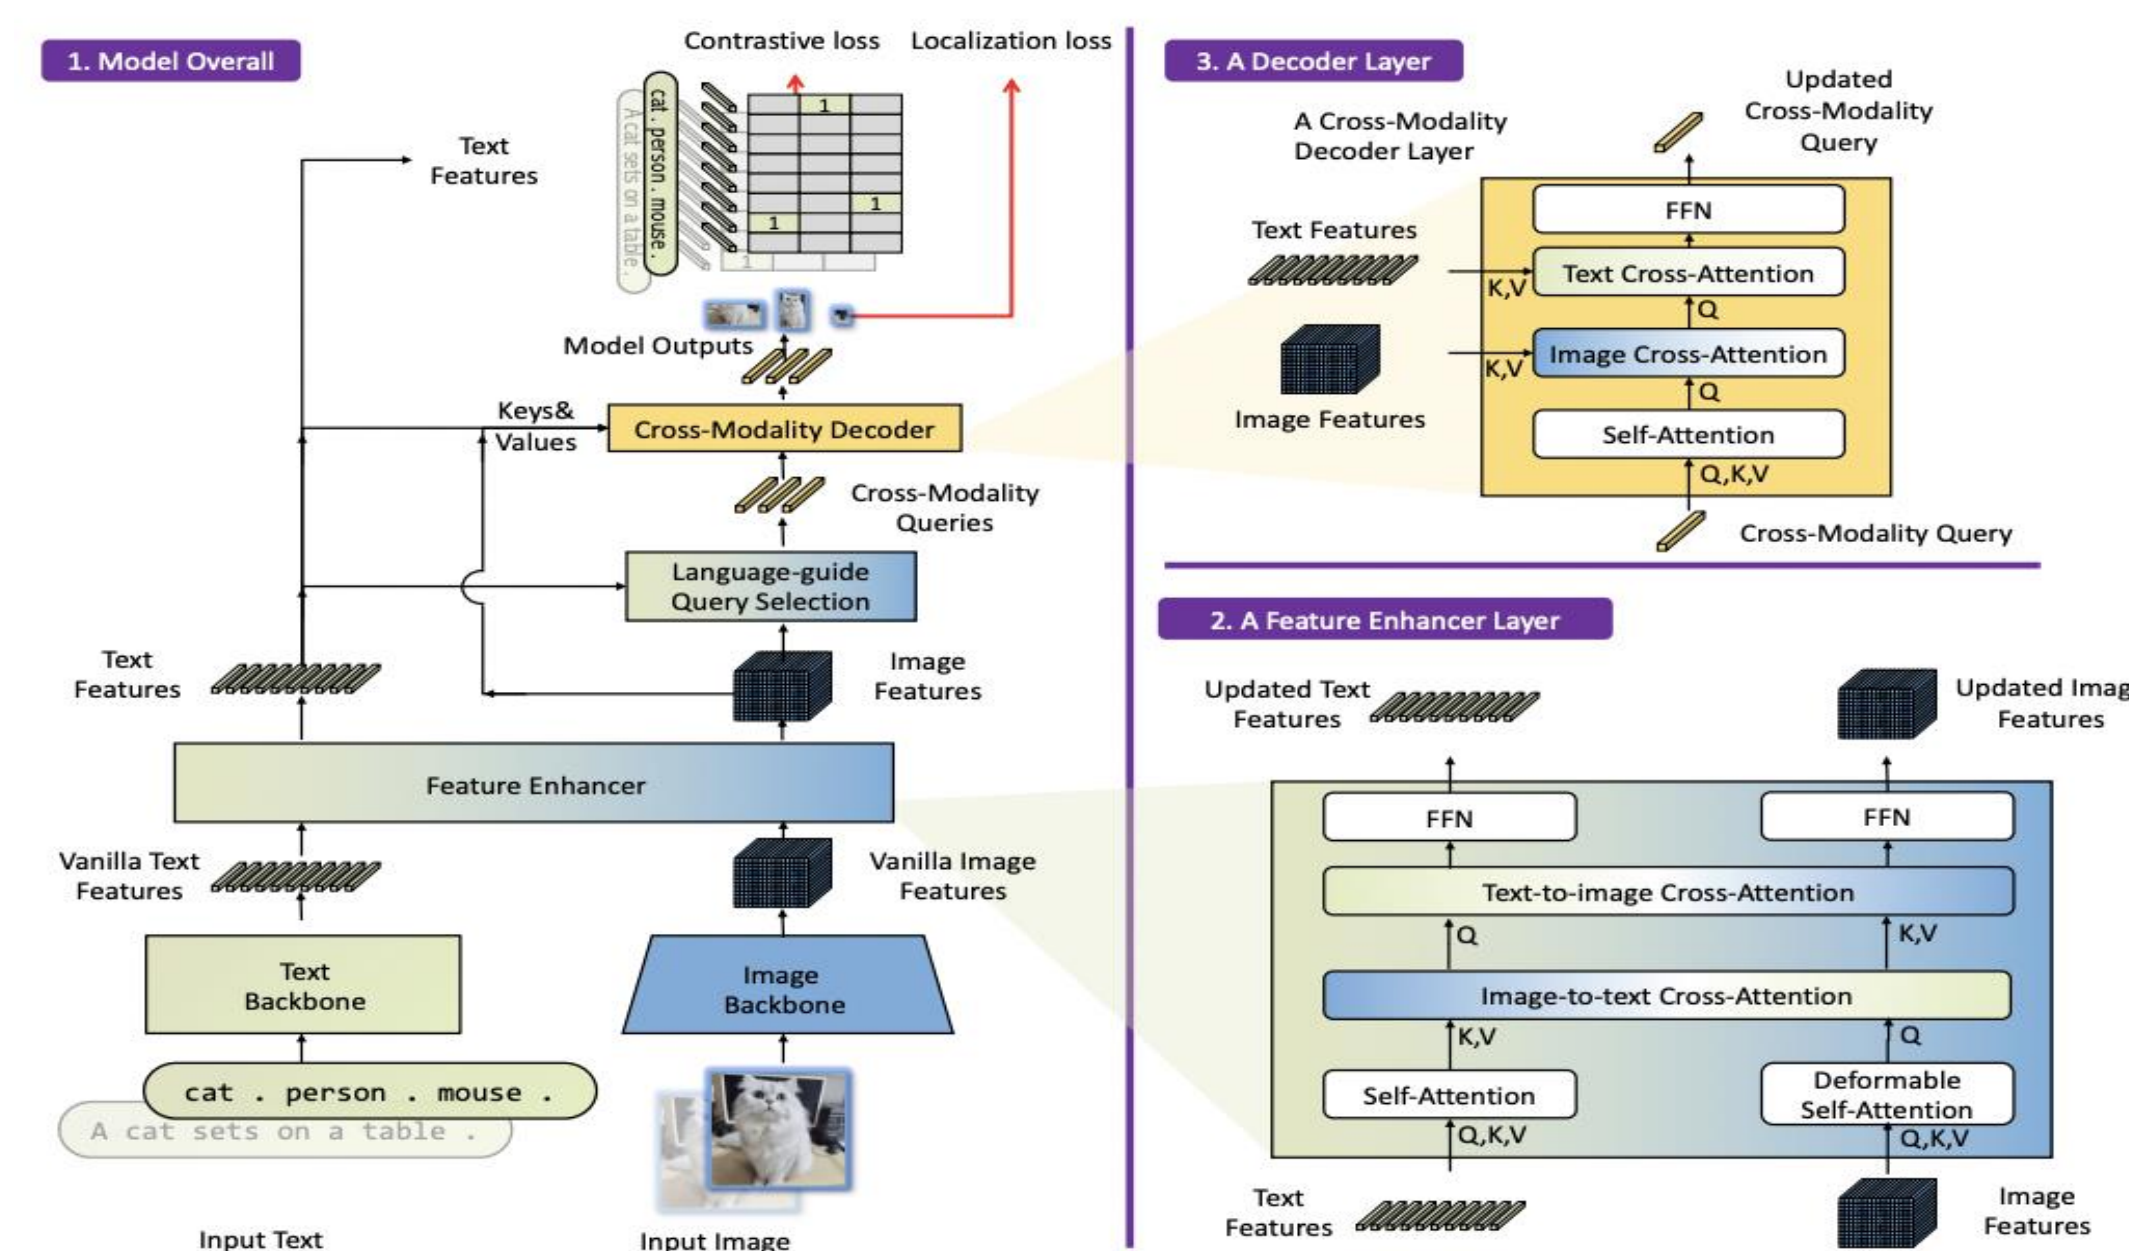 1. Model Overall
Contrastive loss
Localization loss
Text
Features
cat . person . mouse .
A cat sets on a table .
1
1
1
1
Model Outputs
Keys&
Values
Cross-Modality Decoder
Cross-Modality
Queries
Language-guide
Query Selection
Text
Features
Image
Features
Feature Enhancer
Vanilla Text
Features
Vanilla Image
Features
Text
Backbone
Image
Backbone
cat . person . mouse .
A cat sets on a table .
Input Text
Input Image
3. A Decoder Layer
A Cross-Modality
Decoder Layer
Updated
Cross-Modality
Query
FFN
Text Features
K,V
Text Cross-Attention
Q
K,V
Image Cross-Attention
Image Features
Q
Self-Attention
Q,K,V
Cross-Modality Query
2. A Feature Enhancer Layer
Updated Text
Features
Updated Imag
Features
FFN
FFN
Text-to-image Cross-Attention
Q
K,V
Image-to-text Cross-Attention
K,V
Q
Self-Attention
Deformable
Self-Attention
Q,K,V
Q,K,V
Text
Features
Image
Features